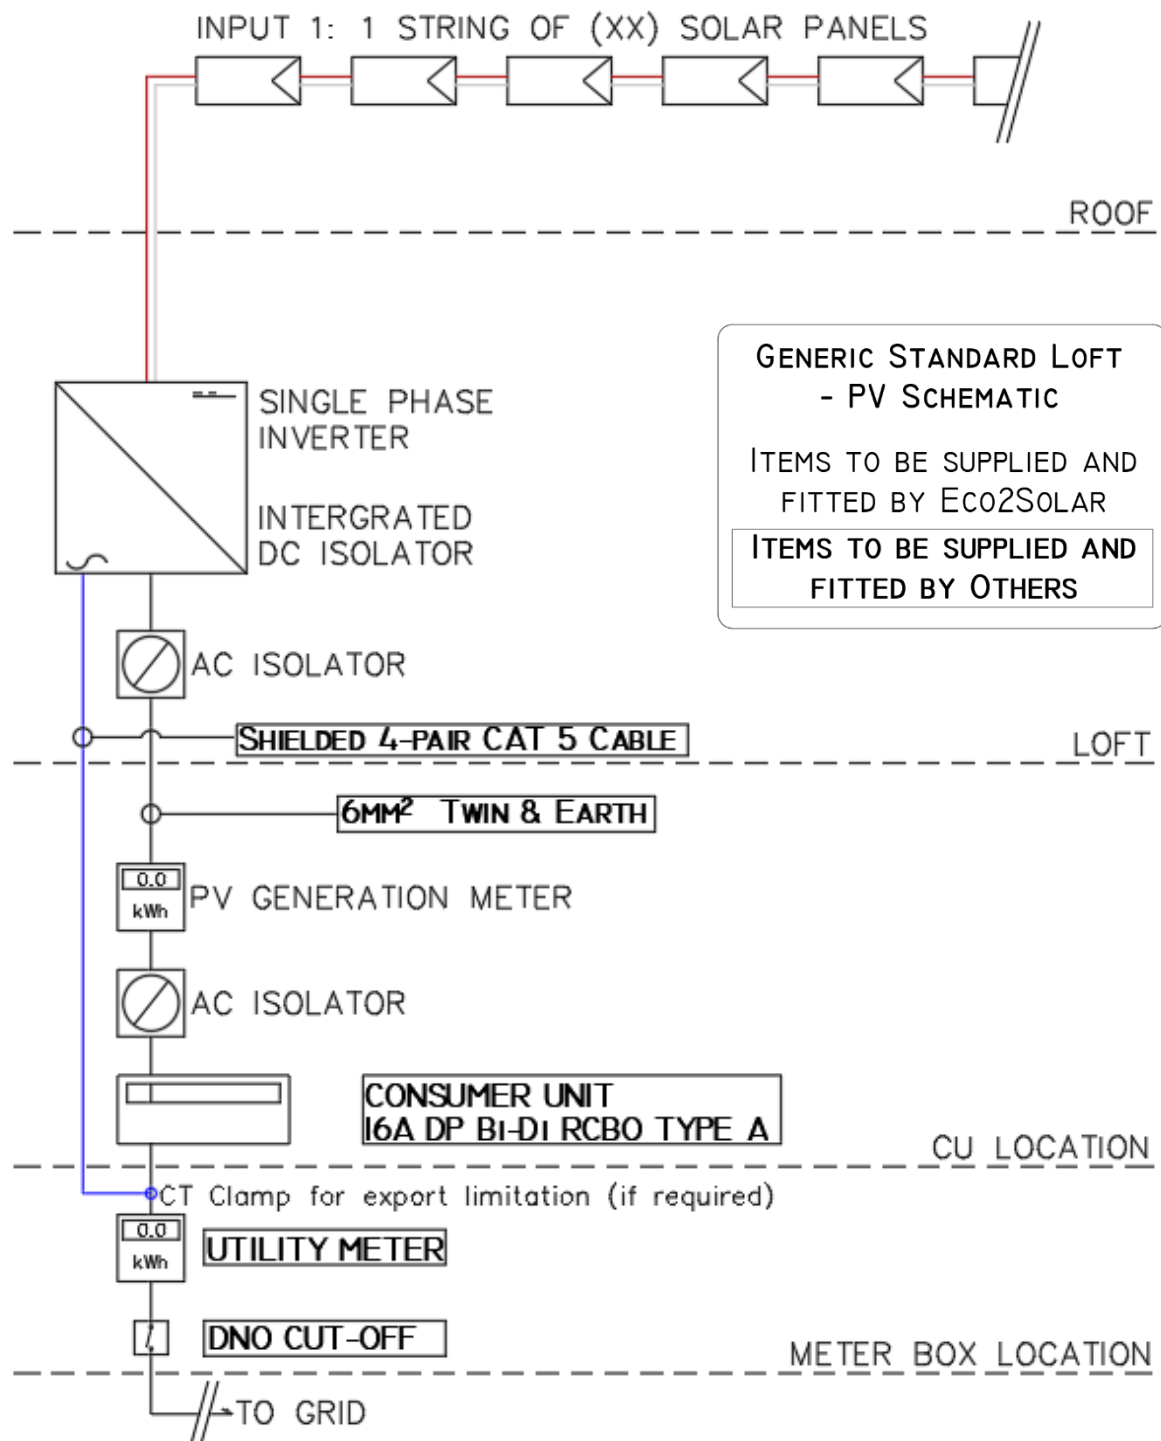 INPUT 1: 1 STRING OF (XX) SOLAR PANELS
ROOF
GENERIC STANDARD LOFT
- PV SCHEMATIC
ITEMS TO BE SUPPLIED AND
FITTED BY ECO2SOLAR
ITEMS TO BE SUPPLIED AND
FITTED BY OTHERS
SINGLE PHASE
INVERTER
INTERGRATED
DC ISOLATOR
AC ISOLATOR
SHIELDED 4-PAIR CAT 5 CABLE
LOFT
6MM² TWIN & EARTH
0.0
kWh
PV GENERATION METER
AC ISOLATOR
CONSUMER UNIT
16A DP BI-DI RCBO TYPE A
CU LOCATION
CT Clamp for export limitation (if required)
0.0
kWh
UTILITY METER
DNO CUT-OFF
METER BOX LOCATION
TO GRID